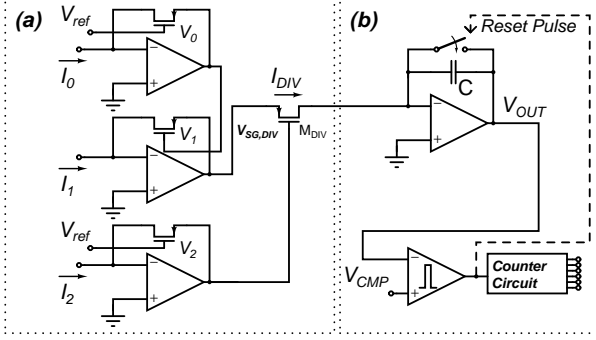 (a)
V_ref
V_0
I_0
−
+
V_1
I_1
−
+
V_ref
V_2
I_2
−
+
I_DIV
V_SG,DIV
M_DIV
(b)
Reset Pulse
C
−
+
V_OUT
V_CMP
−
+
Counter
Circuit